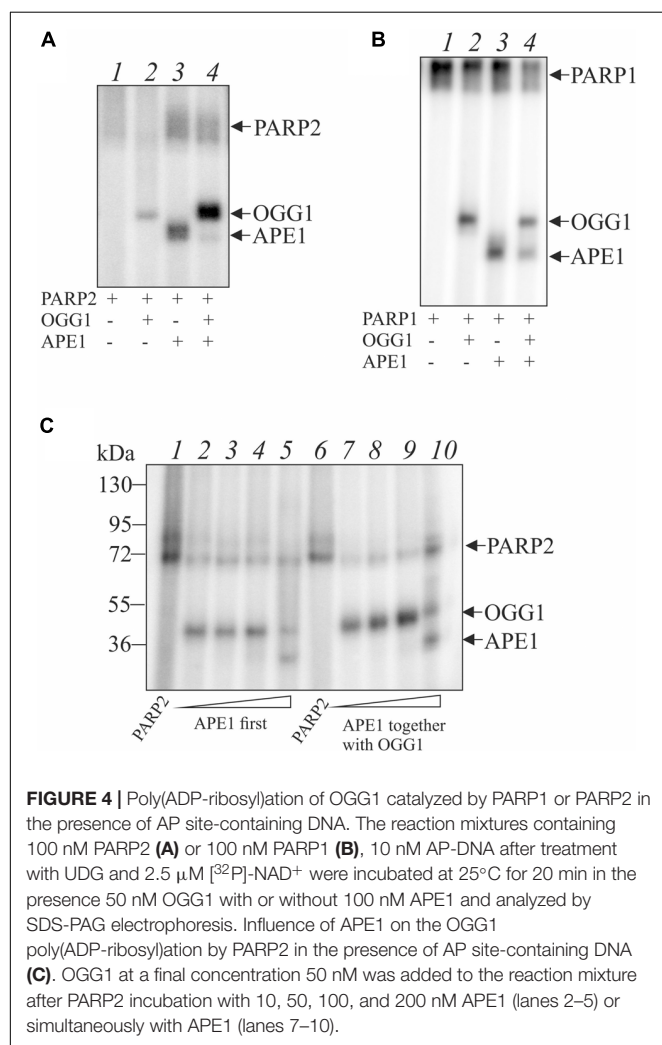 A
1 2 3 4
PARP2
OGG1
APE1
PARP2 + + + +
OGG1 - + - +
APE1 - - + +
B
1 2 3 4
PARP1
OGG1
APE1
PARP1 + + + +
OGG1 - + - +
APE1 - - + +
C
kDa 1 2 3 4 5 6 7 8 9 10
130
95
72
55
36
PARP2
OGG1
APE1
PARP2
APE1 first
PARP2
APE1 together
with OGG1
FIGURE 4 | Poly(ADP-ribosyl)ation of OGG1 catalyzed by PARP1 or PARP2 in
the presence of AP site-containing DNA. The reaction mixtures containing
100 nM PARP2 (A) or 100 nM PARP1 (B), 10 nM AP-DNA after treatment
with UDG and 2.5 μM [³²P]-NAD⁺ were incubated at 25°C for 20 min in the
presence 50 nM OGG1 with or without 100 nM APE1 and analyzed by
SDS-PAG electrophoresis. Influence of APE1 on the OGG1
poly(ADP-ribosyl)ation by PARP2 in the presence of AP site-containing DNA
(C). OGG1 at a final concentration 50 nM was added to the reaction mixture
after PARP2 incubation with 10, 50, 100, and 200 nM APE1 (lanes 2–5) or
simultaneously with APE1 (lanes 7–10).